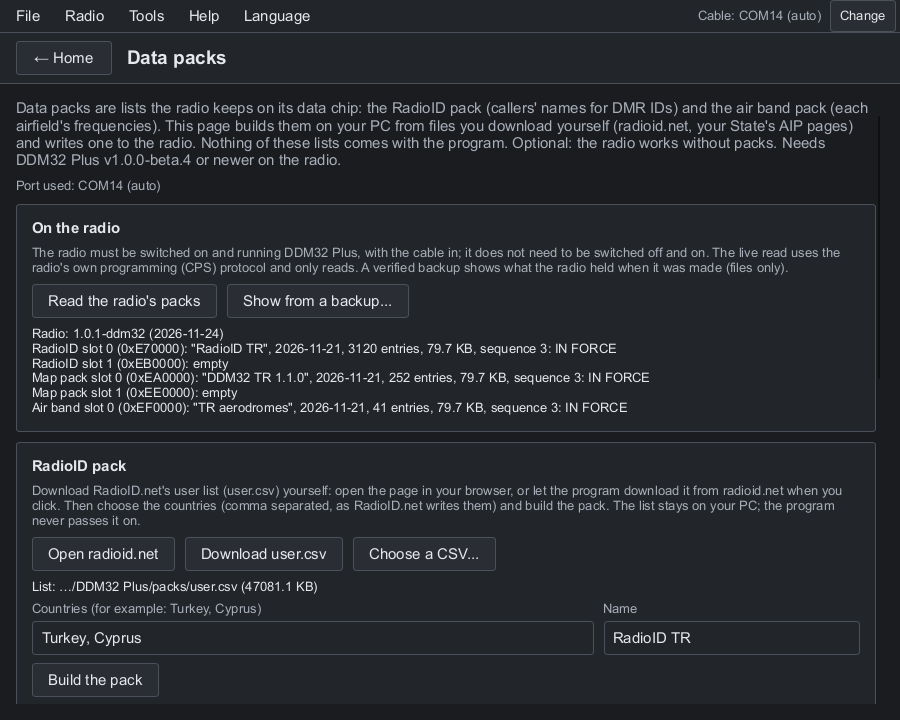 File Radio Tools Help Language Cable: COM14 (auto) Change
← Home Data packs
Data packs are lists the radio keeps on its data chip: the RadioID pack (callers' names for DMR IDs) and the air band pack (each
airfield's frequencies). This page builds them on your PC from files you download yourself (radioid.net, your State's AIP pages)
and writes one to the radio. Nothing of these lists comes with the program. Optional: the radio works without packs. Needs
DDM32 Plus v1.0.0-beta.4 or newer on the radio.
Port used: COM14 (auto)
On the radio
The radio must be switched on and running DDM32 Plus, with the cable in; it does not need to be switched off and on. The live read uses the
radio's own programming (CPS) protocol and only reads. A verified backup shows what the radio held when it was made (files only).
Read the radio's packs Show from a backup...
Radio: 1.0.1-ddm32 (2026-11-24)
RadioID slot 0 (0xE70000): "RadioID TR", 2026-11-21, 3120 entries, 79.7 KB, sequence 3: IN FORCE
RadioID slot 1 (0xEB0000): empty
Map pack slot 0 (0xEA0000): "DDM32 TR 1.1.0", 2026-11-21, 252 entries, 79.7 KB, sequence 3: IN FORCE
Map pack slot 1 (0xEE0000): empty
Air band slot 0 (0xEF0000): "TR aerodromes", 2026-11-21, 41 entries, 79.7 KB, sequence 3: IN FORCE
RadioID pack
Download RadioID.net's user list (user.csv) yourself: open the page in your browser, or let the program download it from radioid.net when you
click. Then choose the countries (comma separated, as RadioID.net writes them) and build the pack. The list stays on your PC; the program
never passes it on.
Open radioid.net Download user.csv Choose a CSV...
List: .../DDM32 Plus/packs/user.csv (47081.1 KB)
Countries (for example: Turkey, Cyprus) Name
Turkey, Cyprus RadioID TR
Build the pack